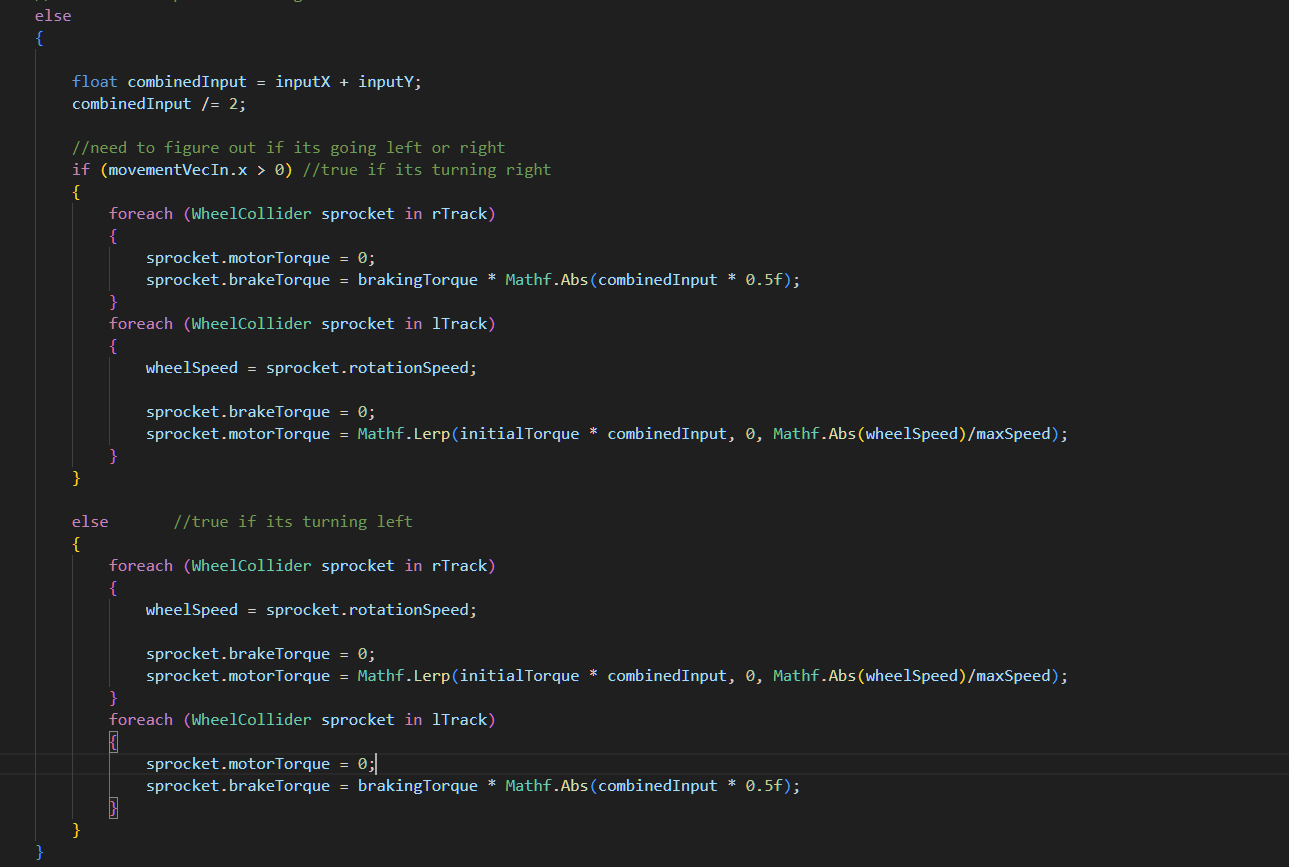 else
{
float combinedInput = inputX + inputY;
combinedInput /= 2;
//need to figure out if its going left or right
if (movementVecIn.x > 0) //true if its turning right
{
foreach (WheelCollider sprocket in rTrack)
{
sprocket.motorTorque = 0;
sprocket.brakeTorque = brakingTorque * Mathf.Abs(combinedInput * 0.5f);
}
foreach (WheelCollider sprocket in lTrack)
{
wheelSpeed = sprocket.rotationSpeed;
sprocket.brakeTorque = 0;
sprocket.motorTorque = Mathf.Lerp(initialTorque * combinedInput, 0, Mathf.Abs(wheelSpeed)/maxSpeed);
}
}
else //true if its turning left
{
foreach (WheelCollider sprocket in rTrack)
{
wheelSpeed = sprocket.rotationSpeed;
sprocket.brakeTorque = 0;
sprocket.motorTorque = Mathf.Lerp(initialTorque * combinedInput, 0, Mathf.Abs(wheelSpeed)/maxSpeed);
}
foreach (WheelCollider sprocket in lTrack)
{
sprocket.motorTorque = 0;
sprocket.brakeTorque = brakingTorque * Mathf.Abs(combinedInput * 0.5f);
}
}
}